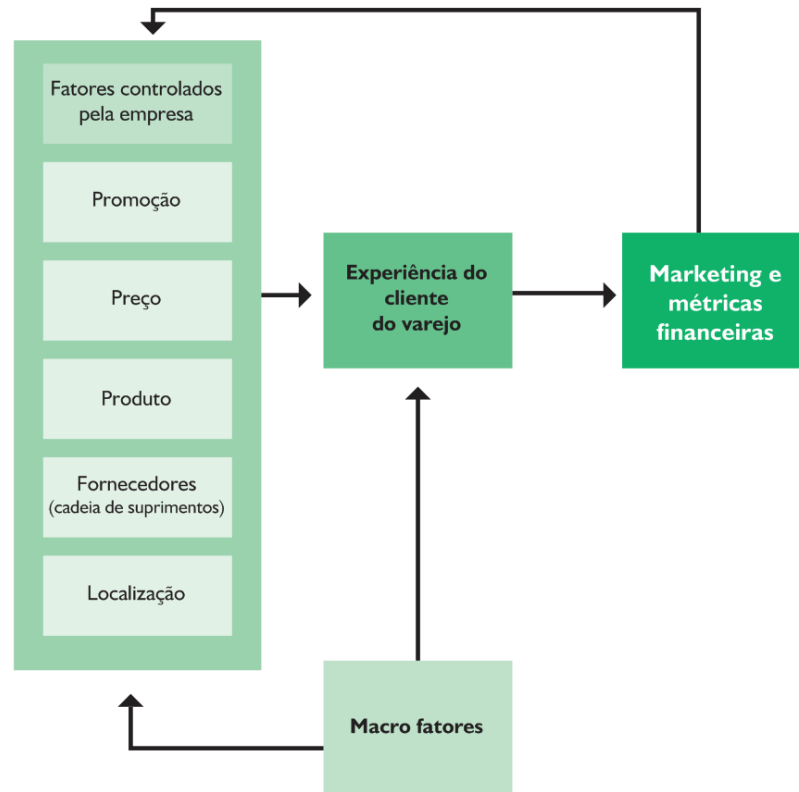 Fatores controlados
pela empresa
Promoção
Preço
Produto
Fornecedores
(cadeia de suprimentos)
Localização
Experiência do
cliente
do varejo
Marketing e
métricas
financeiras
Macro fatores